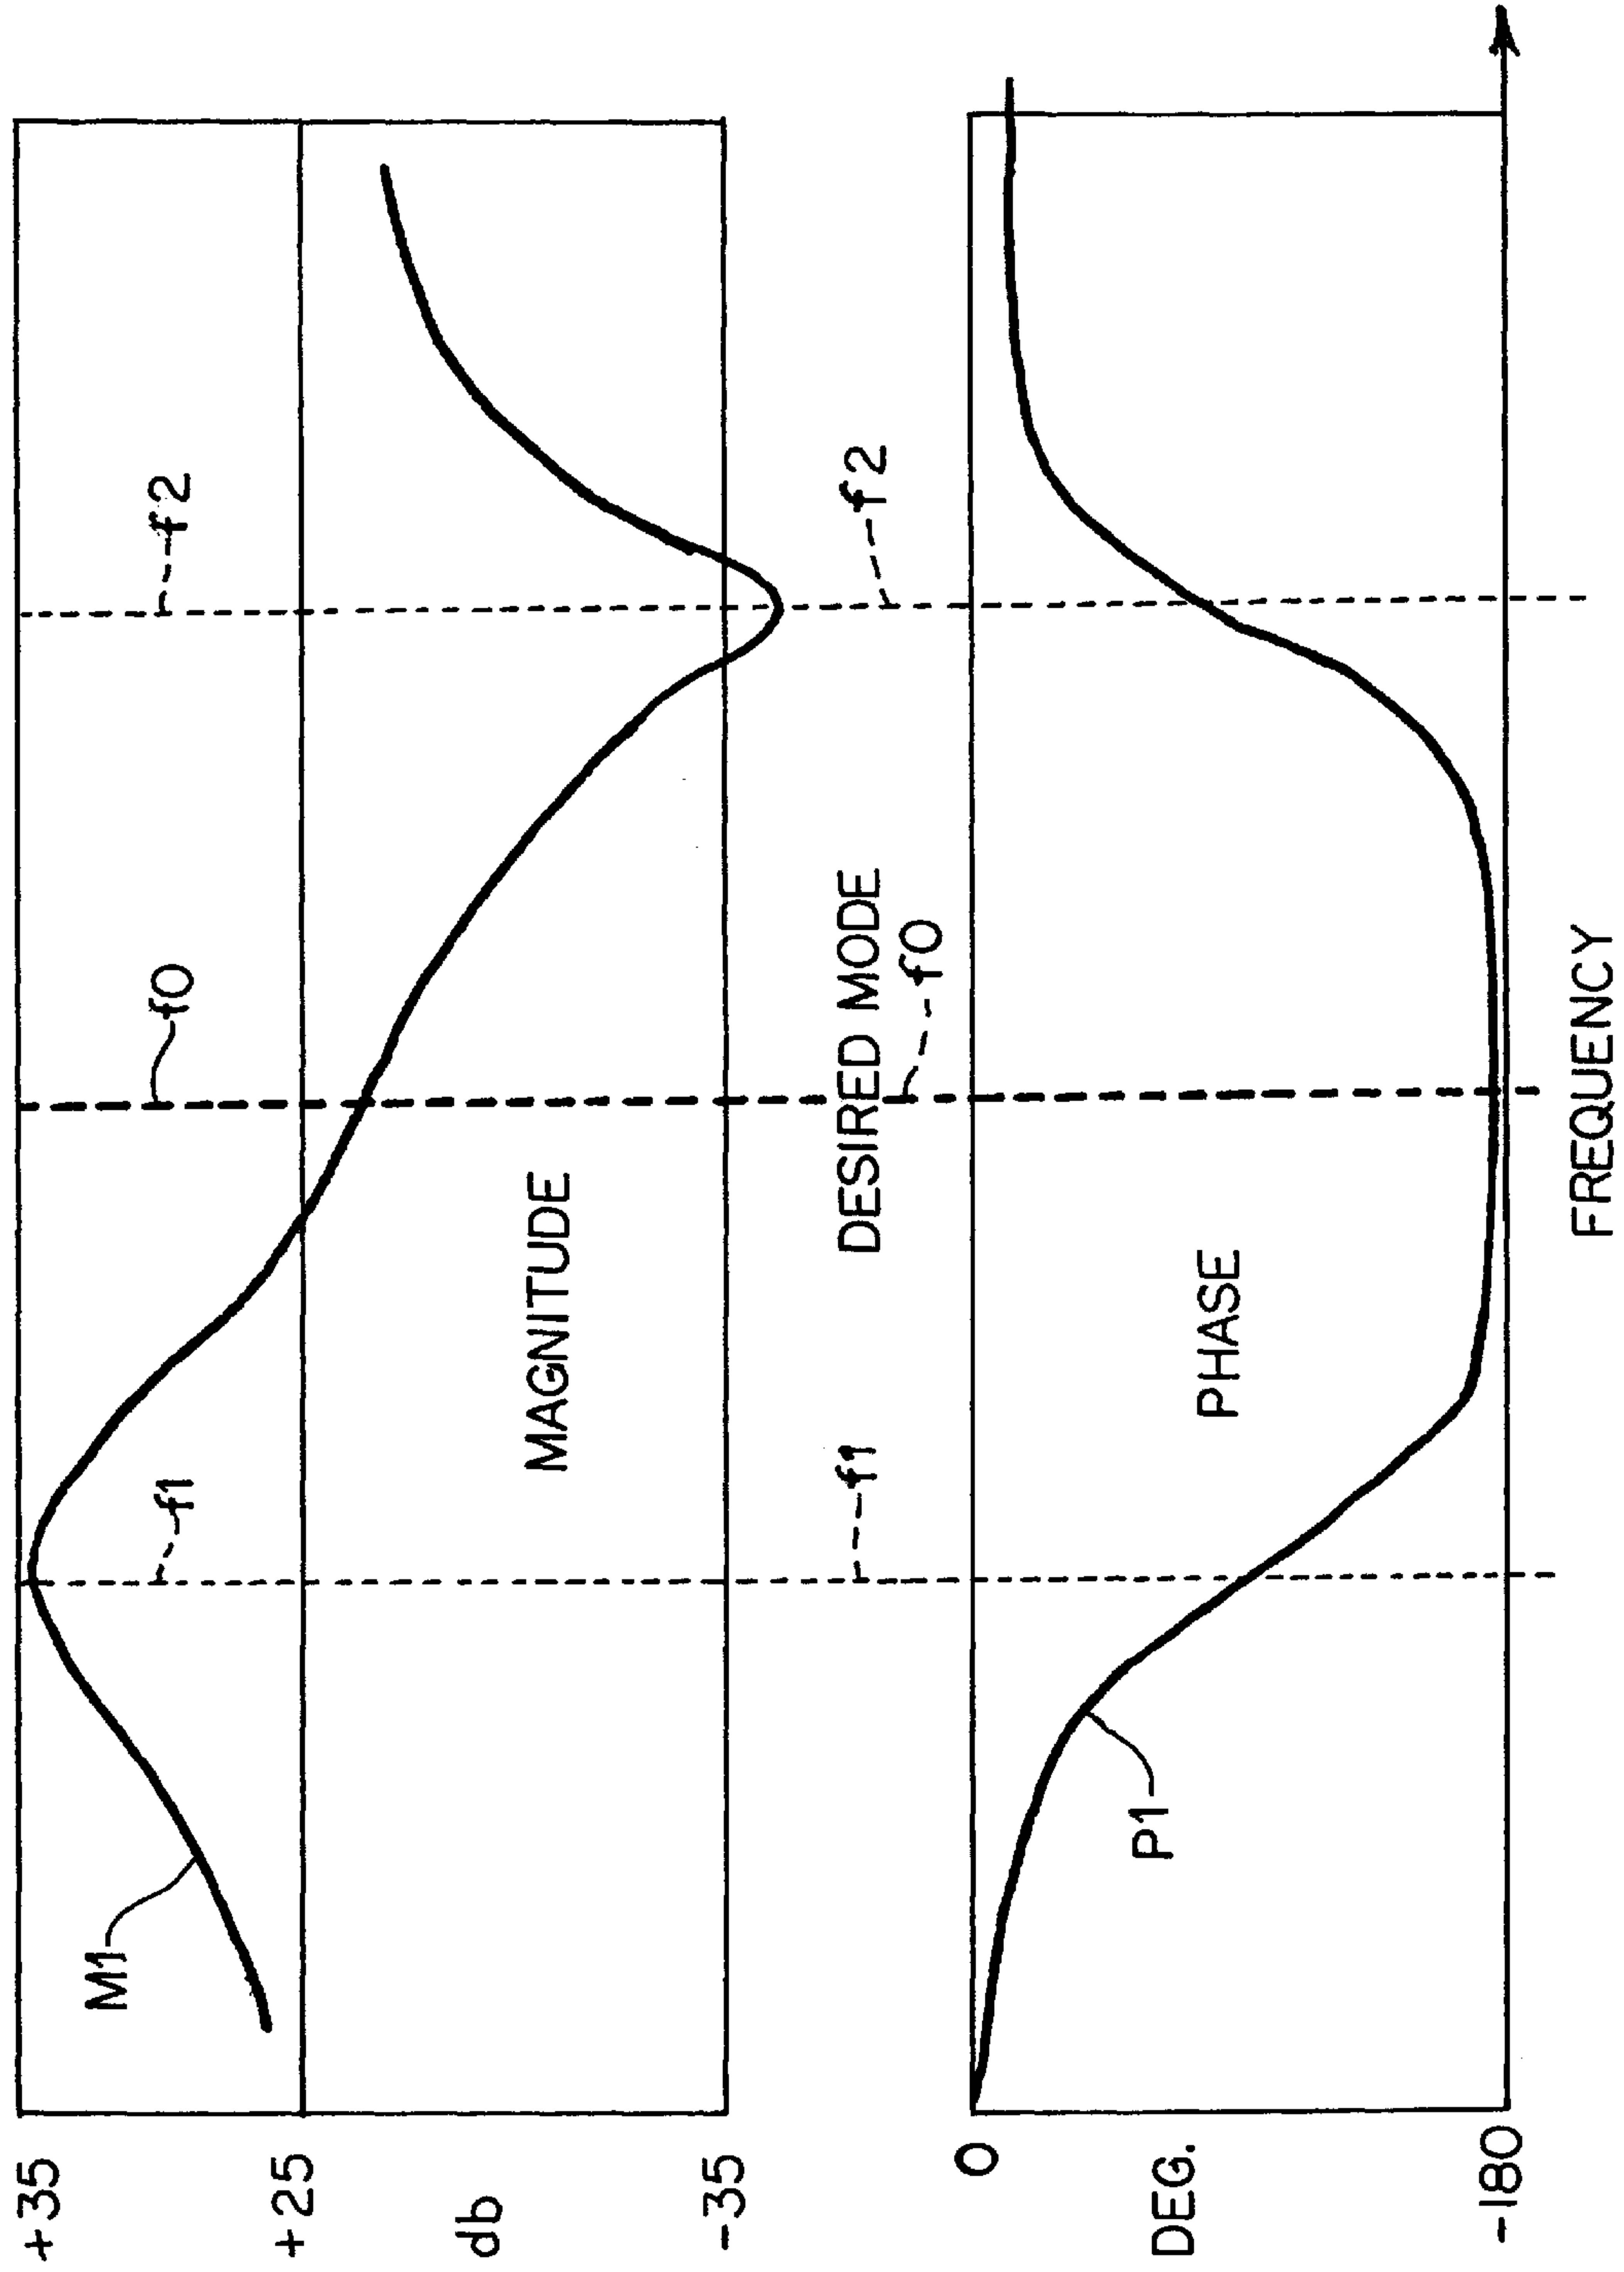 +35
+25
db
-35
M1
f1
f0
f2
MAGNITUDE
f1
DESIRED MODE
f0
f2
0
DEG.
-180
P1
PHASE
FREQUENCY